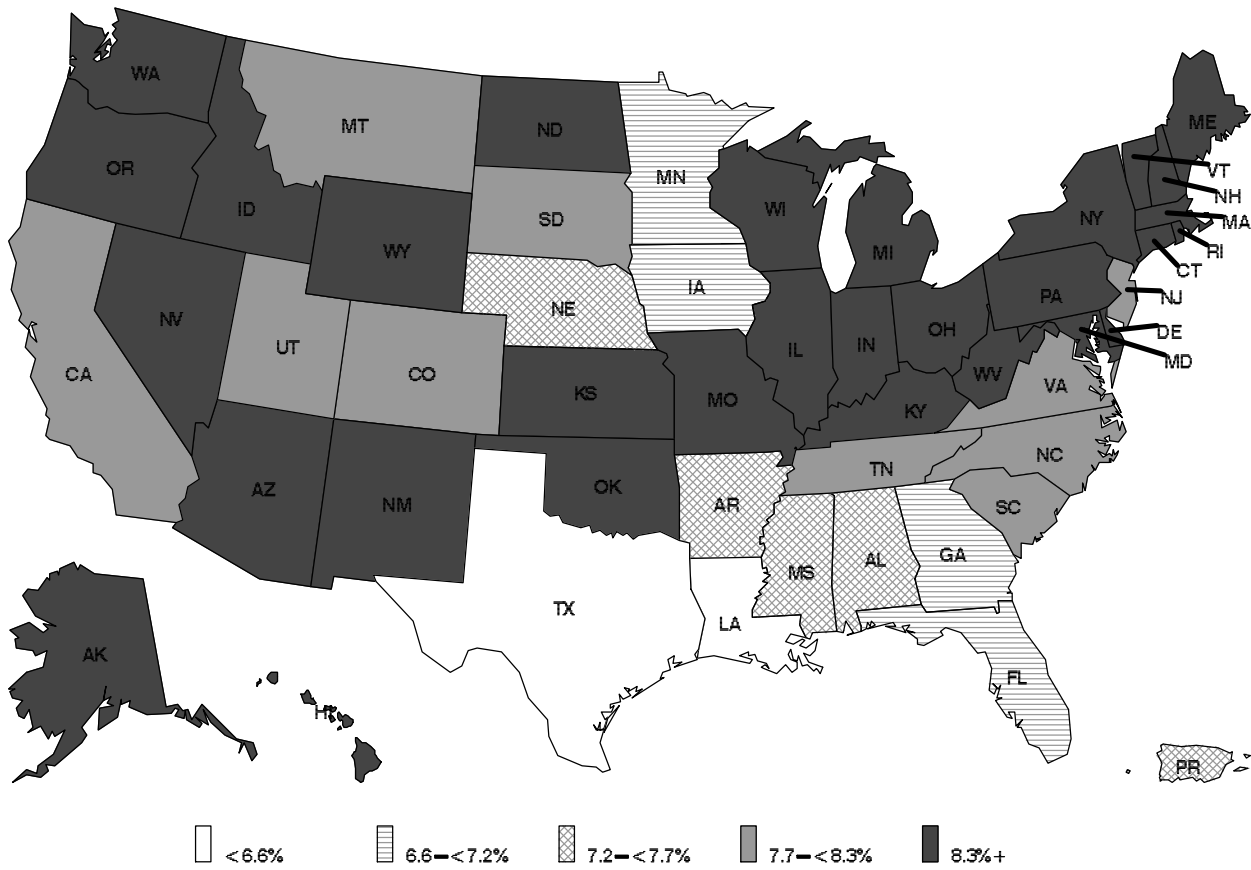 WA
MT
ND
ME
OR
MN
VT
ID
SD
WI
NY
NH
WY
MI
MA
RI
CT
NV
NE
IA
PA
NJ
UT
CO
IL
IN
OH
DE
MD
CA
KS
MO
WV
VA
KY
AZ
NM
OK
AR
TN
NC
SC
MS
AL
GA
TX
LA
AK
FL
HI
PR
<6.6%
6.6–<7.2%
7.2–<7.7%
7.7–<8.3%
8.3%+